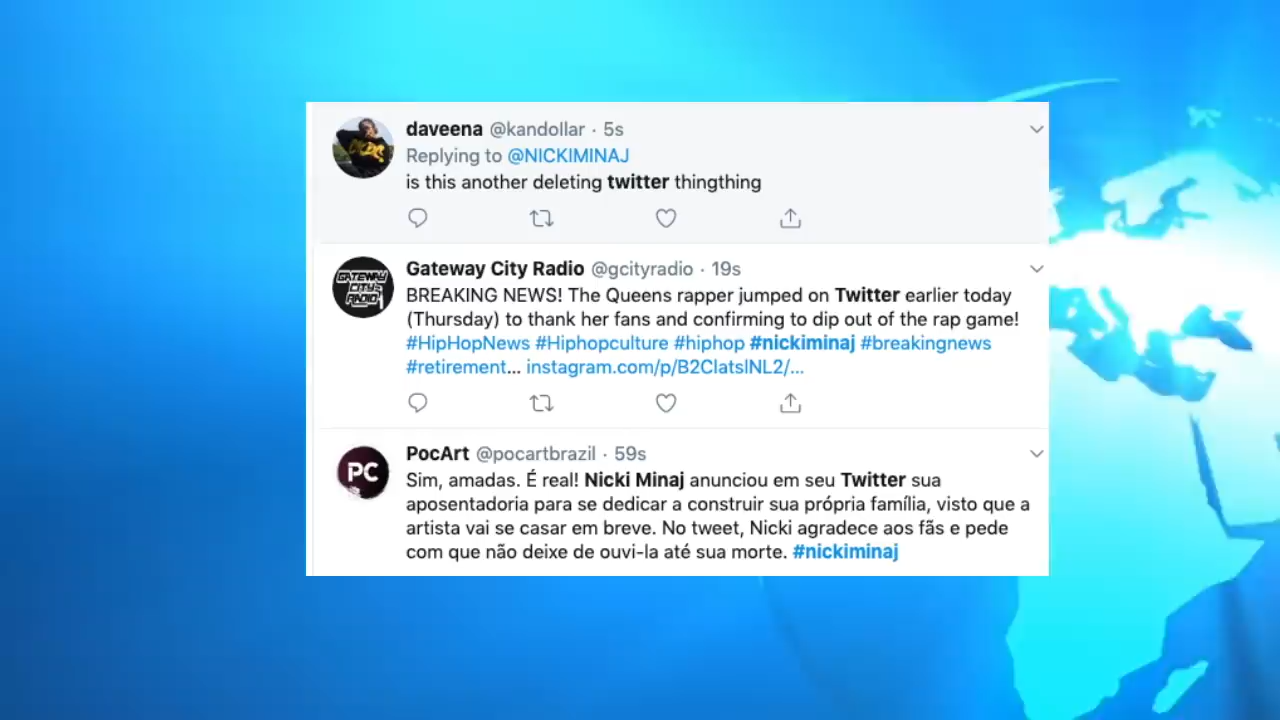 daveena @kandollar · 5s
Replying to @NICKIMINAJ
is this another deleting twitter thingthing
GATEWAY
CITY
RADIO
Gateway City Radio @gcityradio · 19s
BREAKING NEWS! The Queens rapper jumped on Twitter earlier today
(Thursday) to thank her fans and confirming to dip out of the rap game!
#HipHopNews #Hiphopculture #hiphop #nickiminaj #breakingnews
#retirement... instagram.com/p/B2ClatslNL2/...
PC
PocArt @pocartbrazil · 59s
Sim, amadas. É real! Nicki Minaj anunciou em seu Twitter sua
aposentadoria para se dedicar a construir sua própria família, visto que a
artista vai se casar em breve. No tweet, Nicki agradece aos fãs e pede
com que não deixe de ouvi-la até sua morte. #nickiminaj